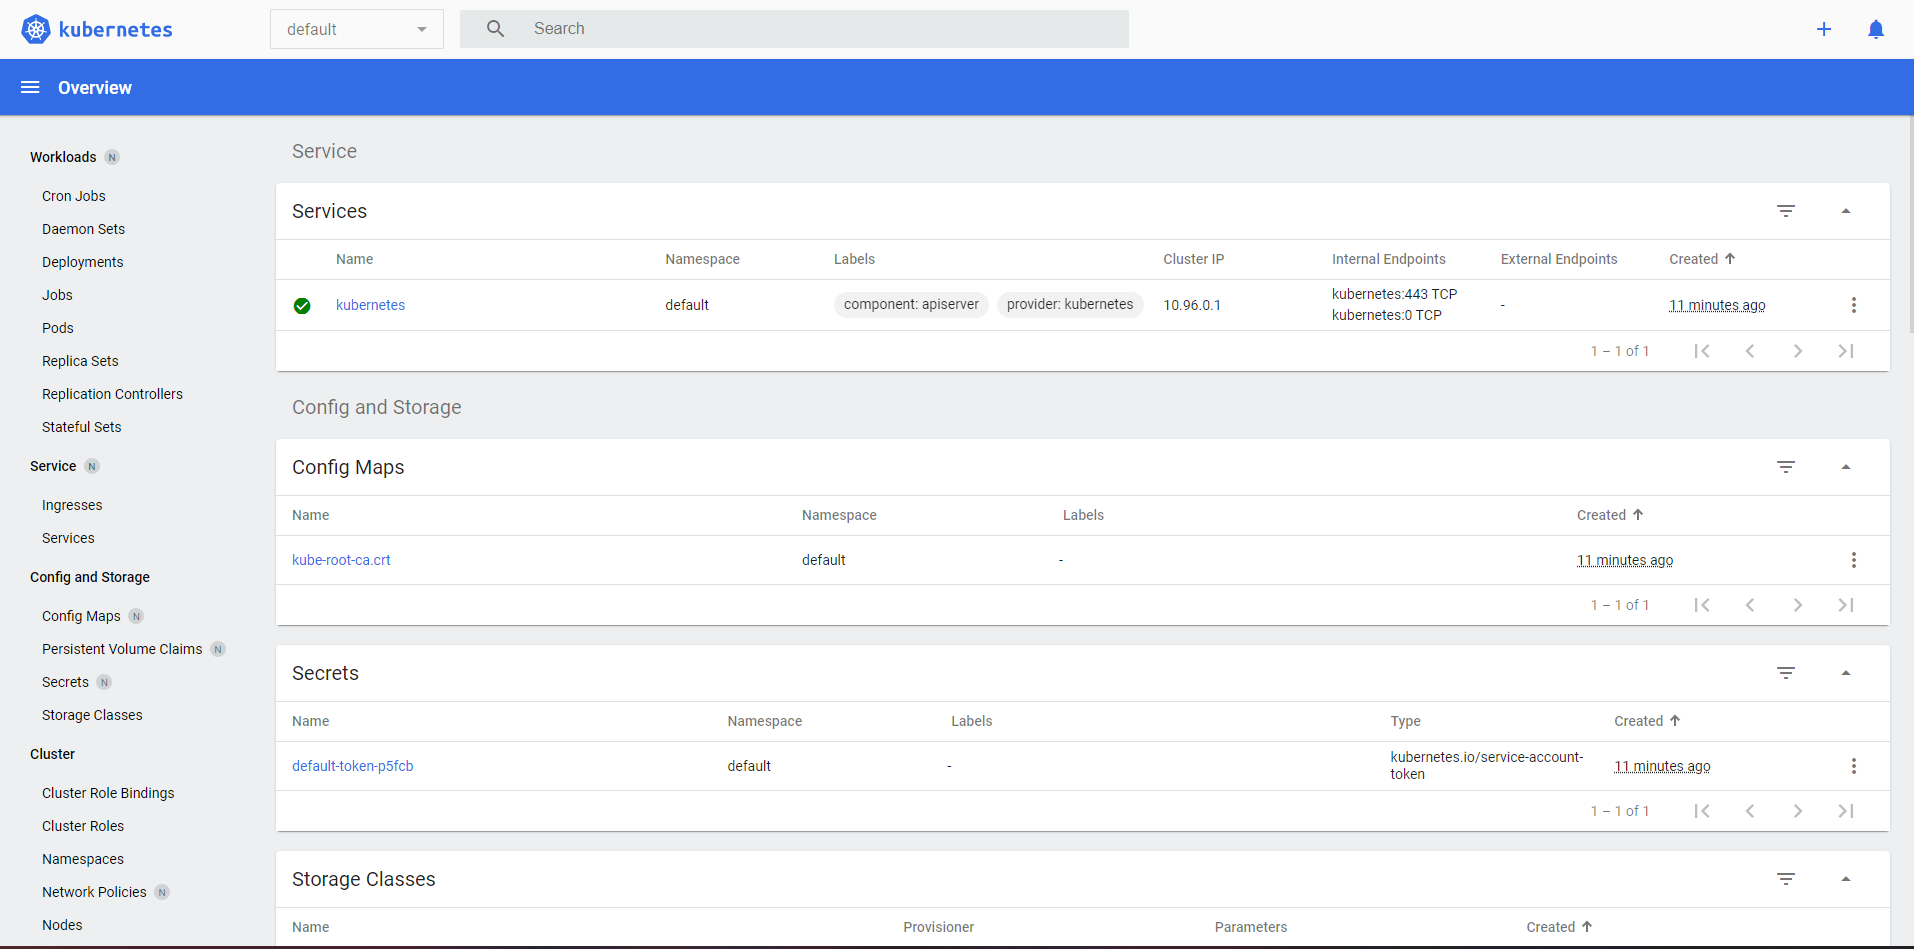 kubernetes
default
Search
Overview
Workloads N
Cron Jobs
Daemon Sets
Deployments
Jobs
Pods
Replica Sets
Replication Controllers
Stateful Sets
Service N
Ingresses
Services
Config and Storage
Config Maps N
Persistent Volume Claims N
Secrets N
Storage Classes
Cluster
Cluster Role Bindings
Cluster Roles
Namespaces
Network Policies N
Nodes
Service
Services
Name Namespace Labels Cluster IP Internal Endpoints External Endpoints Created
kubernetes default component: apiserver provider: kubernetes 10.96.0.1 kubernetes:443 TCP - 11 minutes ago
kubernetes:0 TCP
1 – 1 of 1
Config and Storage
Config Maps
Name Namespace Labels Created
kube-root-ca.crt default - 11 minutes ago
1 – 1 of 1
Secrets
Name Namespace Labels Type Created
default-token-p5fcb default - kubernetes.io/service-account- 11 minutes ago
token
1 – 1 of 1
Storage Classes
Name Provisioner Parameters Created